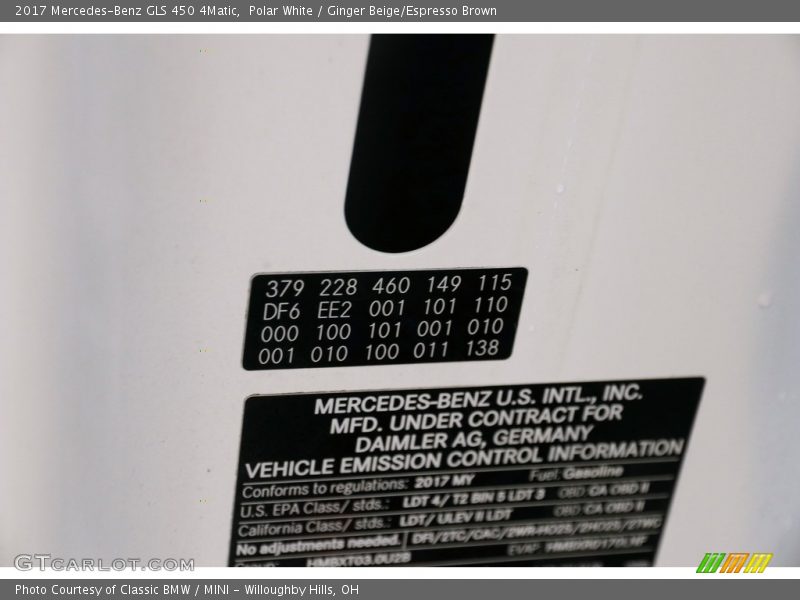 2017 Mercedes-Benz GLS 450 4Matic,  Polar White / Ginger Beige/Espresso Brown
379 228 460 149 115
DF6 EE2 001 101 110
000 100 101 001 010
001 010 100 011 138
MERCEDES-BENZ U.S. INTL., INC.
MFD. UNDER CONTRACT FOR
DAIMLER AG, GERMANY
VEHICLE EMISSION CONTROL INFORMATION
Conforms to regulations: 2017 MY Fuel: Gasoline
U.S. EPA Class/ stds.: LDT 4/ T2 BIN 5 LDT 3 OBD CA OBD II
California Class/ stds.: LDT/ ULEV II LDT OBD CA OBD II
No adjustments needed.
GTCARLOT.COM
Photo Courtesy of Classic BMW / MINI - Willoughby Hills, OH